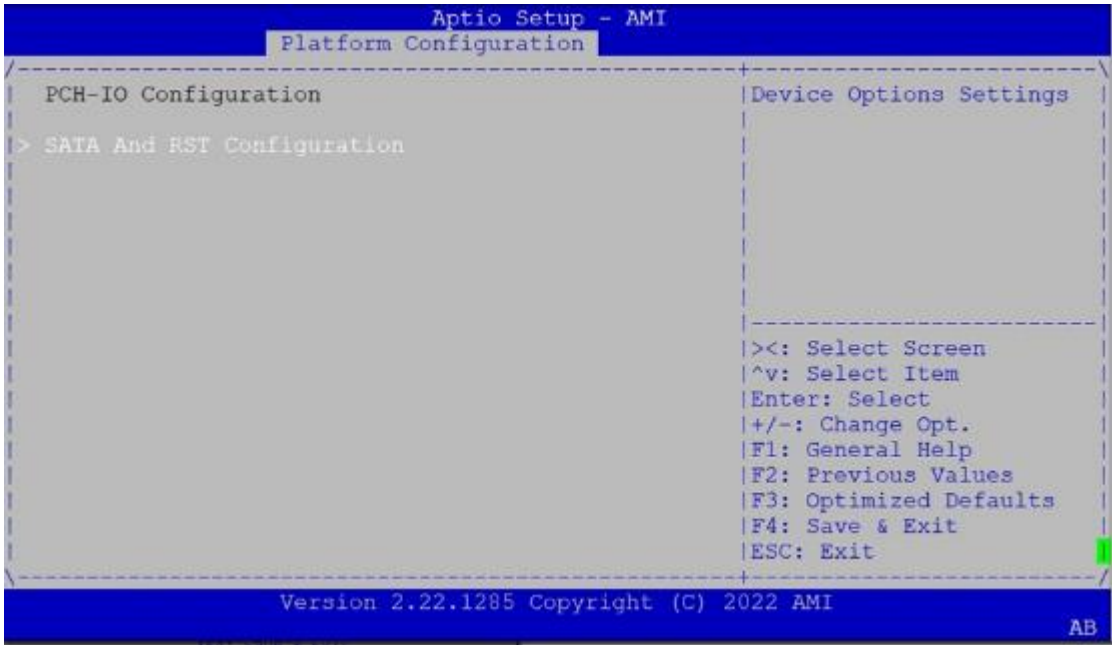 Aptio Setup - AMI
Platform Configuration
PCH-IO Configuration
Device Options Settings
> SATA And RST Configuration
><: Select Screen
^v: Select Item
Enter: Select
+/-: Change Opt.
F1: General Help
F2: Previous Values
F3: Optimized Defaults
F4: Save & Exit
ESC: Exit
Version 2.22.1285 Copyright (C) 2022 AMI
AB